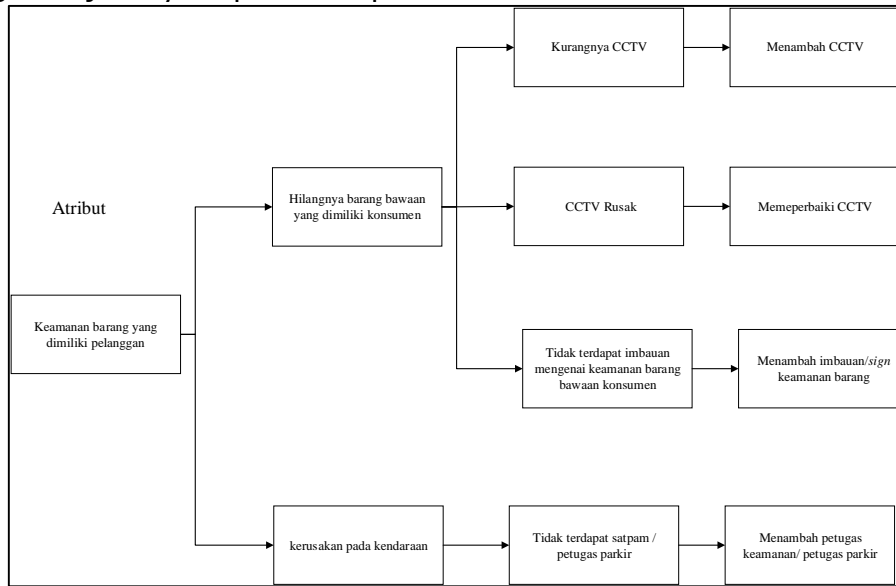 Kurangnya CCTV
Menambah CCTV
Atribut
Hilangnya barang bawaan
yang dimiliki konsumen
CCTV Rusak
Memeperbaiki CCTV
Keamanan barang yang
dimiliki pelanggan
Tidak terdapat imbauan
mengenai keamanan barang
bawaan konsumen
Menambah imbauan/sign
keamanan barang
kerusakan pada kendaraan
Tidak terdapat satpam /
petugas parkir
Menambah petugas
keamanan/ petugas parkir